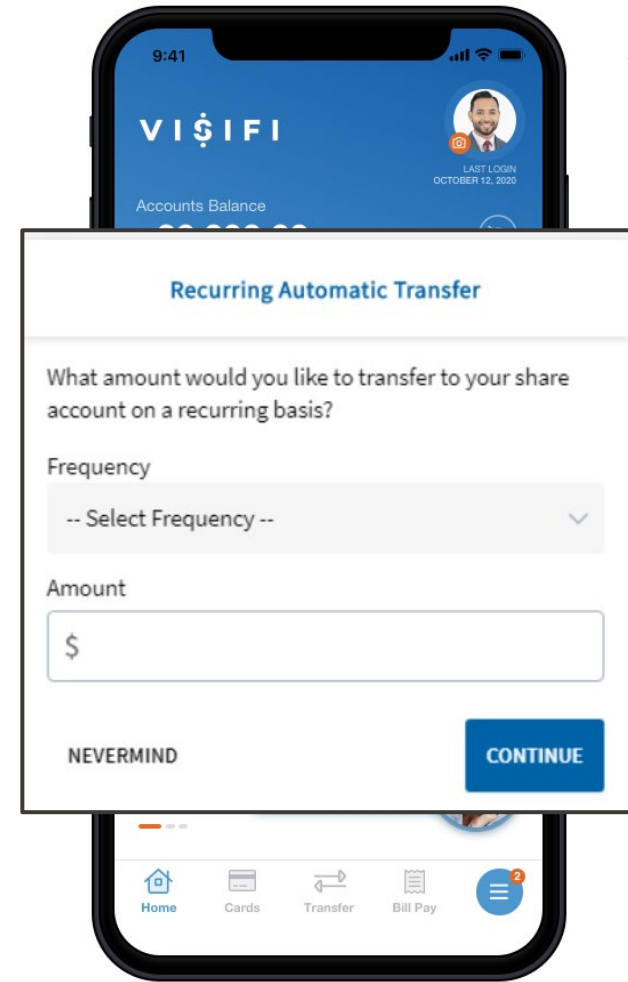 9:41
VISIFI
LAST LOGIN
OCTOBER 12, 2020
Accounts Balance
Recurring Automatic Transfer
What amount would you like to transfer to your share
account on a recurring basis?
Frequency
-- Select Frequency --
Amount
$
NEVERMIND
CONTINUE
2
Home
Cards
Transfer
Bill Pay